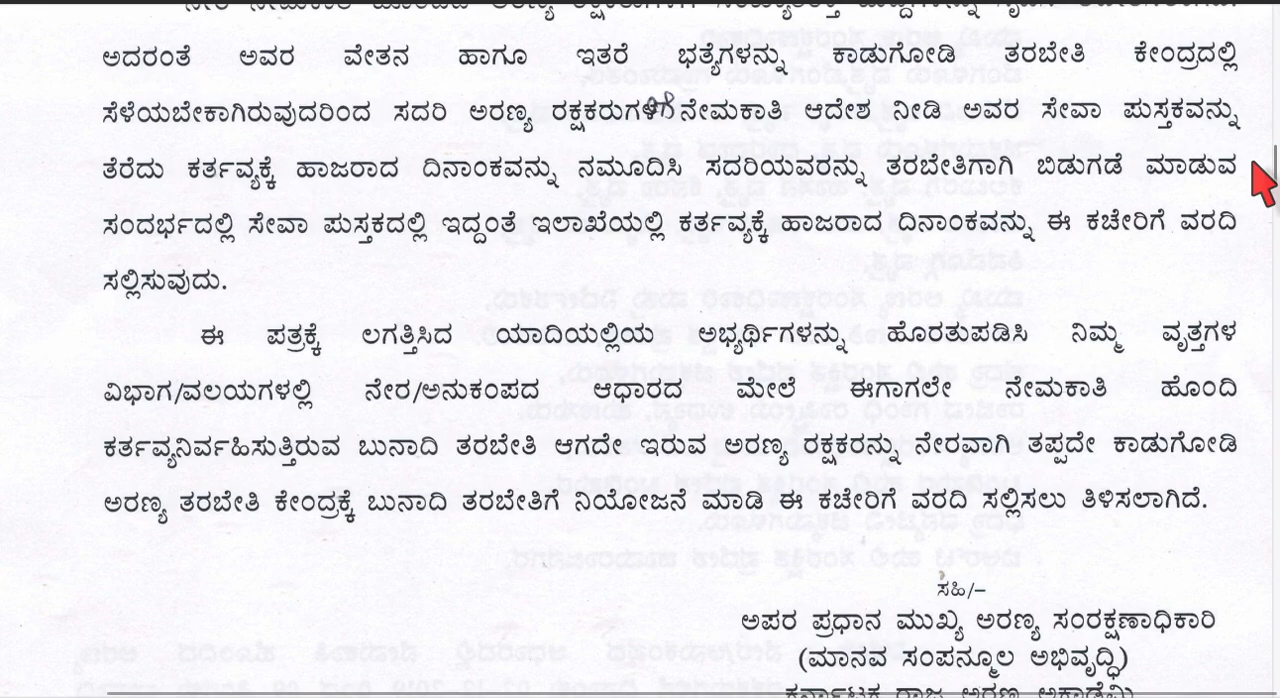 ಅದರಂತೆ ಅವರ ವೇತನ ಹಾಗೂ ಇತರೆ ಭತ್ಯೆಗಳನ್ನು ಕಾಡುಗೋಡಿ ತರಬೇತಿ ಕೇಂದ್ರದಲ್ಲಿ
ಸೆಳೆಯಬೇಕಾಗಿರುವುದರಿಂದ ಸದರಿ ಅರಣ್ಯ ರಕ್ಷಕರುಗಳಿಗೆ ನೇಮಕಾತಿ ಆದೇಶ ನೀಡಿ ಅವರ ಸೇವಾ ಪುಸ್ತಕವನ್ನು
ತೆರೆದು ಕರ್ತವ್ಯಕ್ಕೆ ಹಾಜರಾದ ದಿನಾಂಕವನ್ನು ನಮೂದಿಸಿ ಸದರಿಯವರನ್ನು ತರಬೇತಿಗಾಗಿ ಬಿಡುಗಡೆ ಮಾಡುವ
ಸಂದರ್ಭದಲ್ಲಿ ಸೇವಾ ಪುಸ್ತಕದಲ್ಲಿ ಇದ್ದಂತೆ ಇಲಾಖೆಯಲ್ಲಿ ಕರ್ತವ್ಯಕ್ಕೆ ಹಾಜರಾದ ದಿನಾಂಕವನ್ನು ಈ ಕಚೇರಿಗೆ ವರದಿ
ಸಲ್ಲಿಸುವುದು.
ಈ ಪತ್ರಕ್ಕೆ ಲಗತ್ತಿಸಿದ ಯಾದಿಯಲ್ಲಿಯ ಅಭ್ಯರ್ಥಿಗಳನ್ನು ಹೊರತುಪಡಿಸಿ ನಿಮ್ಮ ವೃತ್ತಗಳ
ವಿಭಾಗ/ವಲಯಗಳಲ್ಲಿ ನೇರ/ಅನುಕಂಪದ ಆಧಾರದ ಮೇಲೆ ಈಗಾಗಲೇ ನೇಮಕಾತಿ ಹೊಂದಿ
ಕರ್ತವ್ಯನಿರ್ವಹಿಸುತ್ತಿರುವ ಬುನಾದಿ ತರಬೇತಿ ಆಗದೇ ಇರುವ ಅರಣ್ಯ ರಕ್ಷಕರನ್ನು ನೇರವಾಗಿ ತಪ್ಪದೇ ಕಾಡುಗೋಡಿ
ಅರಣ್ಯ ತರಬೇತಿ ಕೇಂದ್ರಕ್ಕೆ ಬುನಾದಿ ತರಬೇತಿಗೆ ನಿಯೋಜನೆ ಮಾಡಿ ಈ ಕಚೇರಿಗೆ ವರದಿ ಸಲ್ಲಿಸಲು ತಿಳಿಸಲಾಗಿದೆ.
ಸಹಿ/-
ಅಪರ ಪ್ರಧಾನ ಮುಖ್ಯ ಅರಣ್ಯ ಸಂರಕ್ಷಣಾಧಿಕಾರಿ
(ಮಾನವ ಸಂಪನ್ಮೂಲ ಅಭಿವೃದ್ಧಿ)